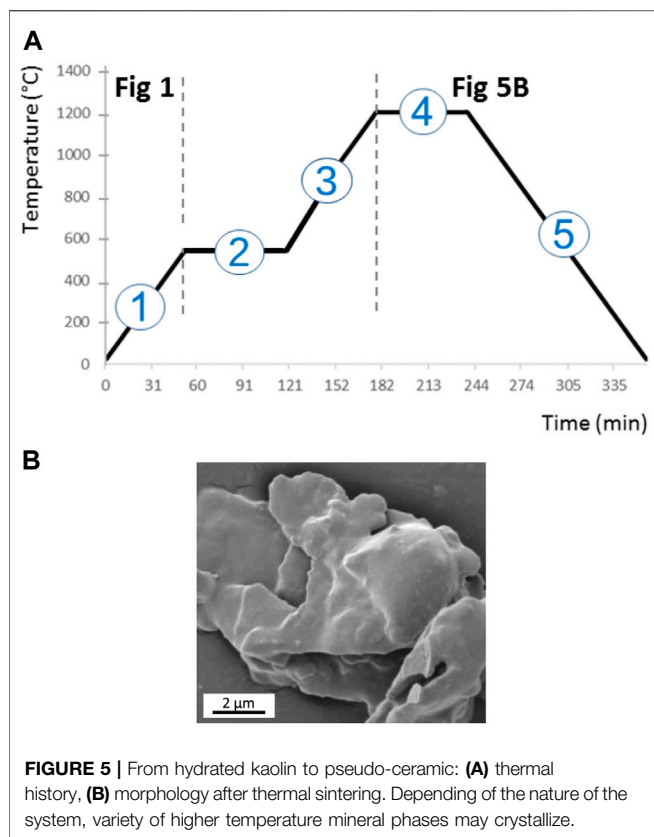 A
Temperature (°C)
1400
1200
1000
800
600
400
200
0
Fig 1
Fig 5B
1
2
3
4
5
0 31 60 91 121 152 182 213 244 274 305 335
Time (min)
B
2 µm
FIGURE 5 | From hydrated kaolin to pseudo-ceramic: (A) thermal
history, (B) morphology after thermal sintering. Depending of the nature of the
system, variety of higher temperature mineral phases may crystallize.